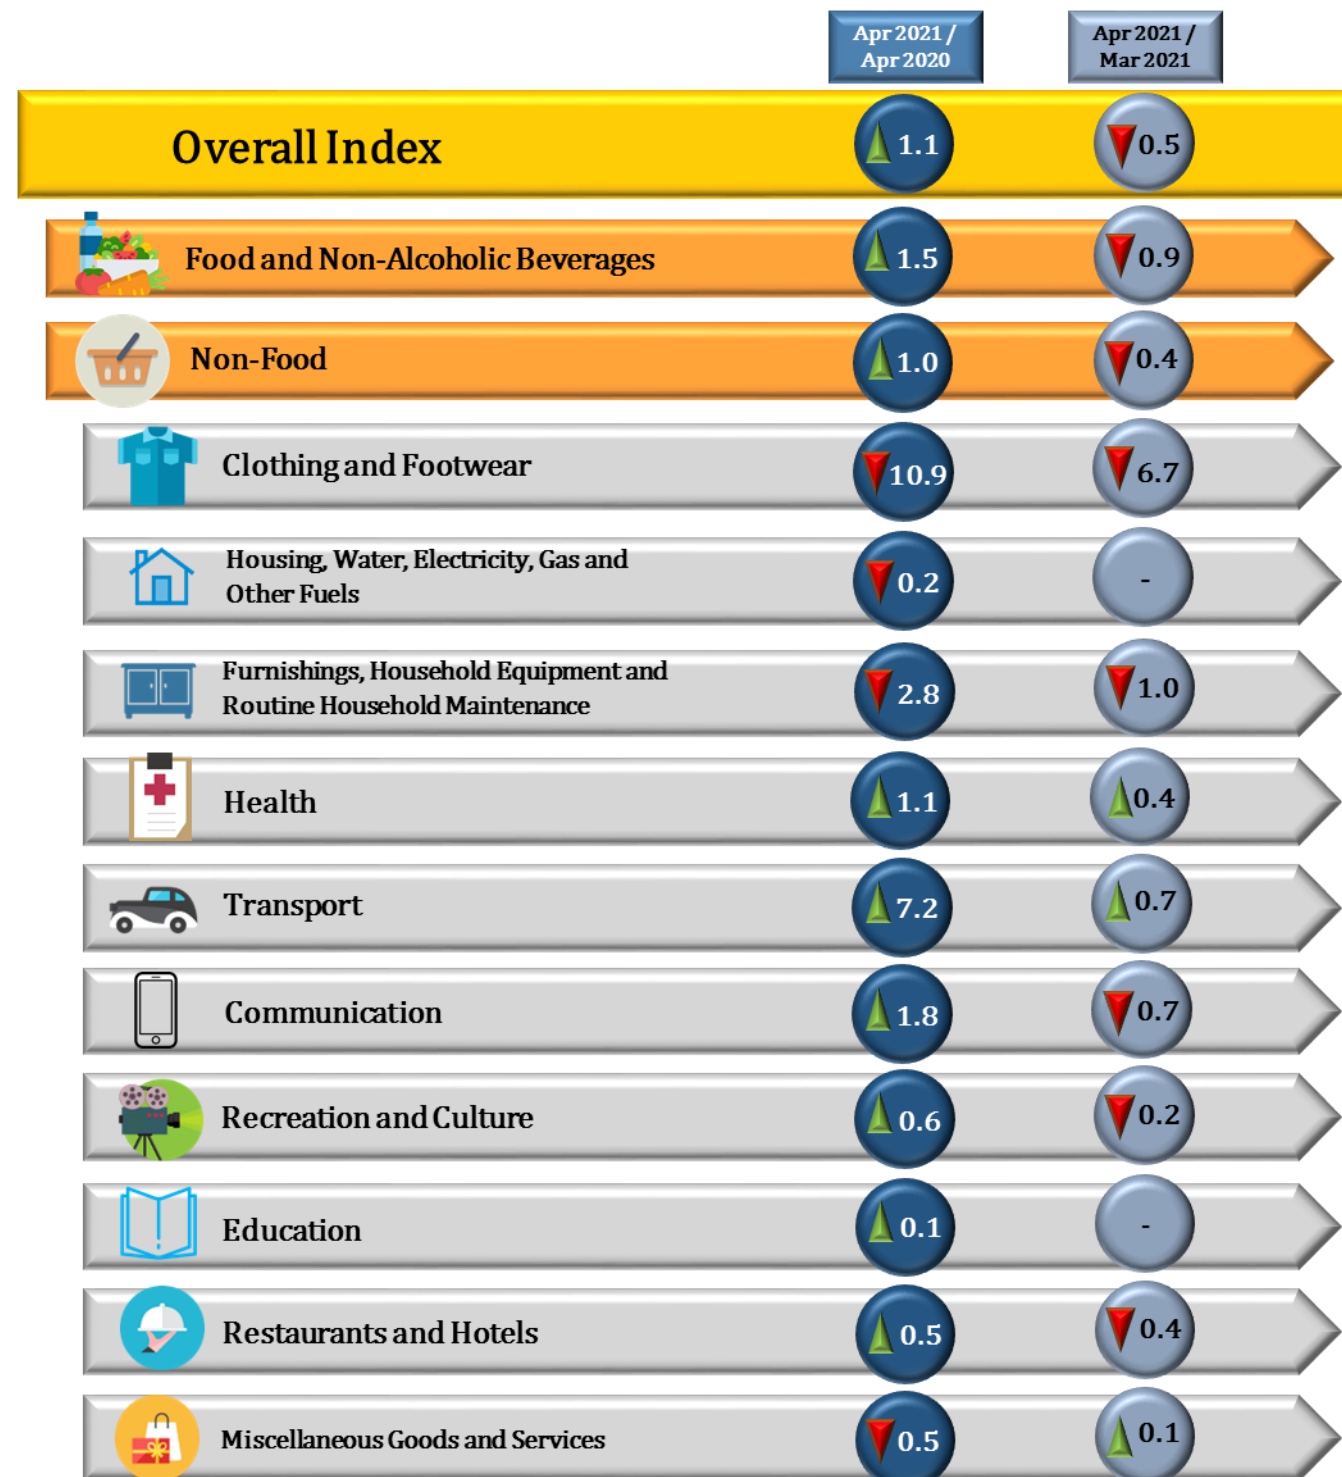 Apr 2021 /
Apr 2020
Apr 2021 /
Mar 2021
Overall Index
1.1
0.5
Food and Non-Alcoholic Beverages
1.5
0.9
Non-Food
1.0
0.4
Clothing and Footwear
10.9
6.7
Housing, Water, Electricity, Gas and
Other Fuels
0.2
-
Furnishings, Household Equipment and
Routine Household Maintenance
2.8
1.0
Health
1.1
0.4
Transport
7.2
0.7
Communication
1.8
0.7
Recreation and Culture
0.6
0.2
Education
0.1
-
Restaurants and Hotels
0.5
0.4
Miscellaneous Goods and Services
0.5
0.1